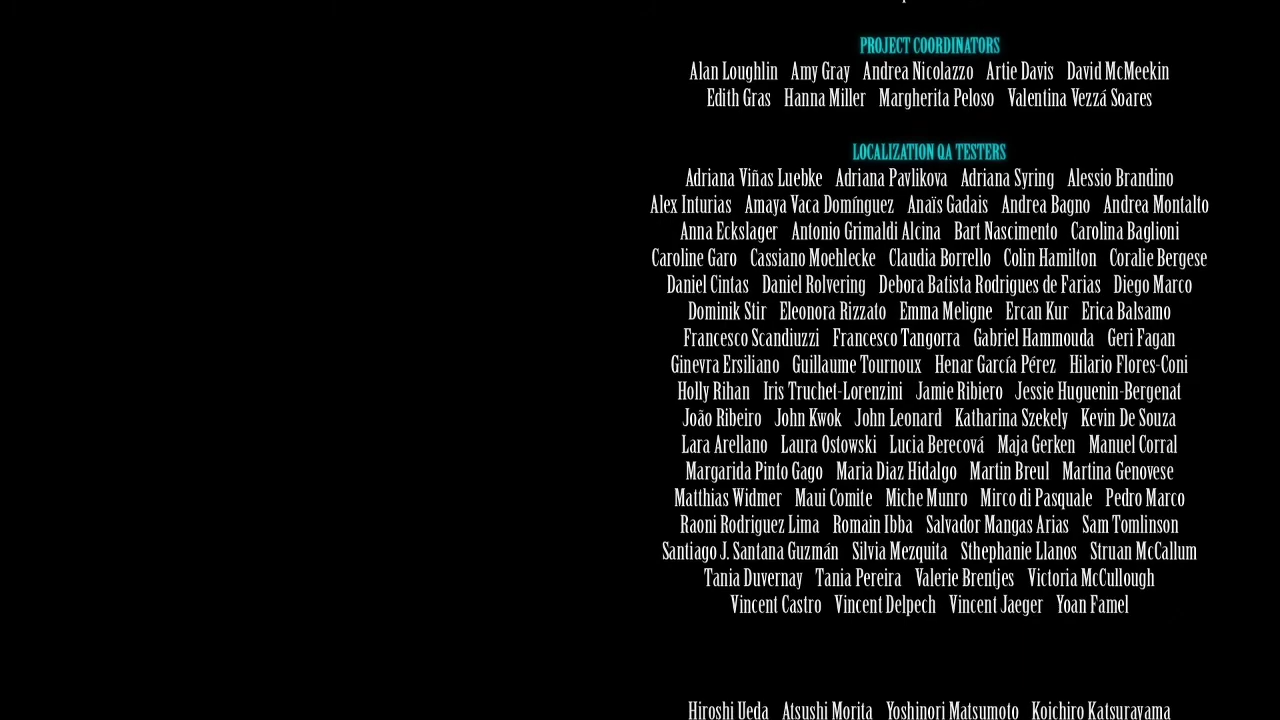 PROJECT COORDINATORS
Alan Loughlin Amy Gray Andrea Nicolazzo Artie Davis David McMeekin
Edith Gras Hanna Miller Margherita Peloso Valentina Vezzá Soares
LOCALIZATION QA TESTERS
Adriana Viñas Luebke Adriana Pavlikova Adriana Syring Alessio Brandino
Alex Inturias Amaya Vaca Domínguez Anaïs Gadais Andrea Bagno Andrea Montalto
Anna Eckslager Antonio Grimaldi Alcina Bart Nascimento Carolina Baglioni
Caroline Garo Cassiano Moehlecke Claudia Borrello Colin Hamilton Coralie Bergese
Daniel Cintas Daniel Rolvering Debora Batista Rodrigues de Farias Diego Marco
Dominik Stir Eleonora Rizzato Emma Meligne Ercan Kur Erica Balsamo
Francesco Scandiuzzi Francesco Tangorra Gabriel Hammouda Geri Fagan
Ginevra Ersiliano Guillaume Tournoux Henar García Pérez Hilario Flores-Coni
Holly Rihan Iris Truchet-Lorenzini Jamie Ribiero Jessie Huguenin-Bergenat
João Ribeiro John Kwok John Leonard Katharina Szekely Kevin De Souza
Lara Arellano Laura Ostowski Lucia Berecová Maja Gerken Manuel Corral
Margarida Pinto Gago Maria Diaz Hidalgo Martin Breul Martina Genovese
Matthias Widmer Maui Comite Miche Munro Mirco di Pasquale Pedro Marco
Raoni Rodriguez Lima Romain Ibba Salvador Mangas Arias Sam Tomlinson
Santiago J. Santana Guzmán Silvia Mezquita Sthephanie Llanos Struan McCallum
Tania Duvernay Tania Pereira Valerie Brentjes Victoria McCullough
Vincent Castro Vincent Delpech Vincent Jaeger Yoan Famel
Hiroshi Ueda Atsushi Morita Yoshinori Matsumoto Koichiro Katsurayama